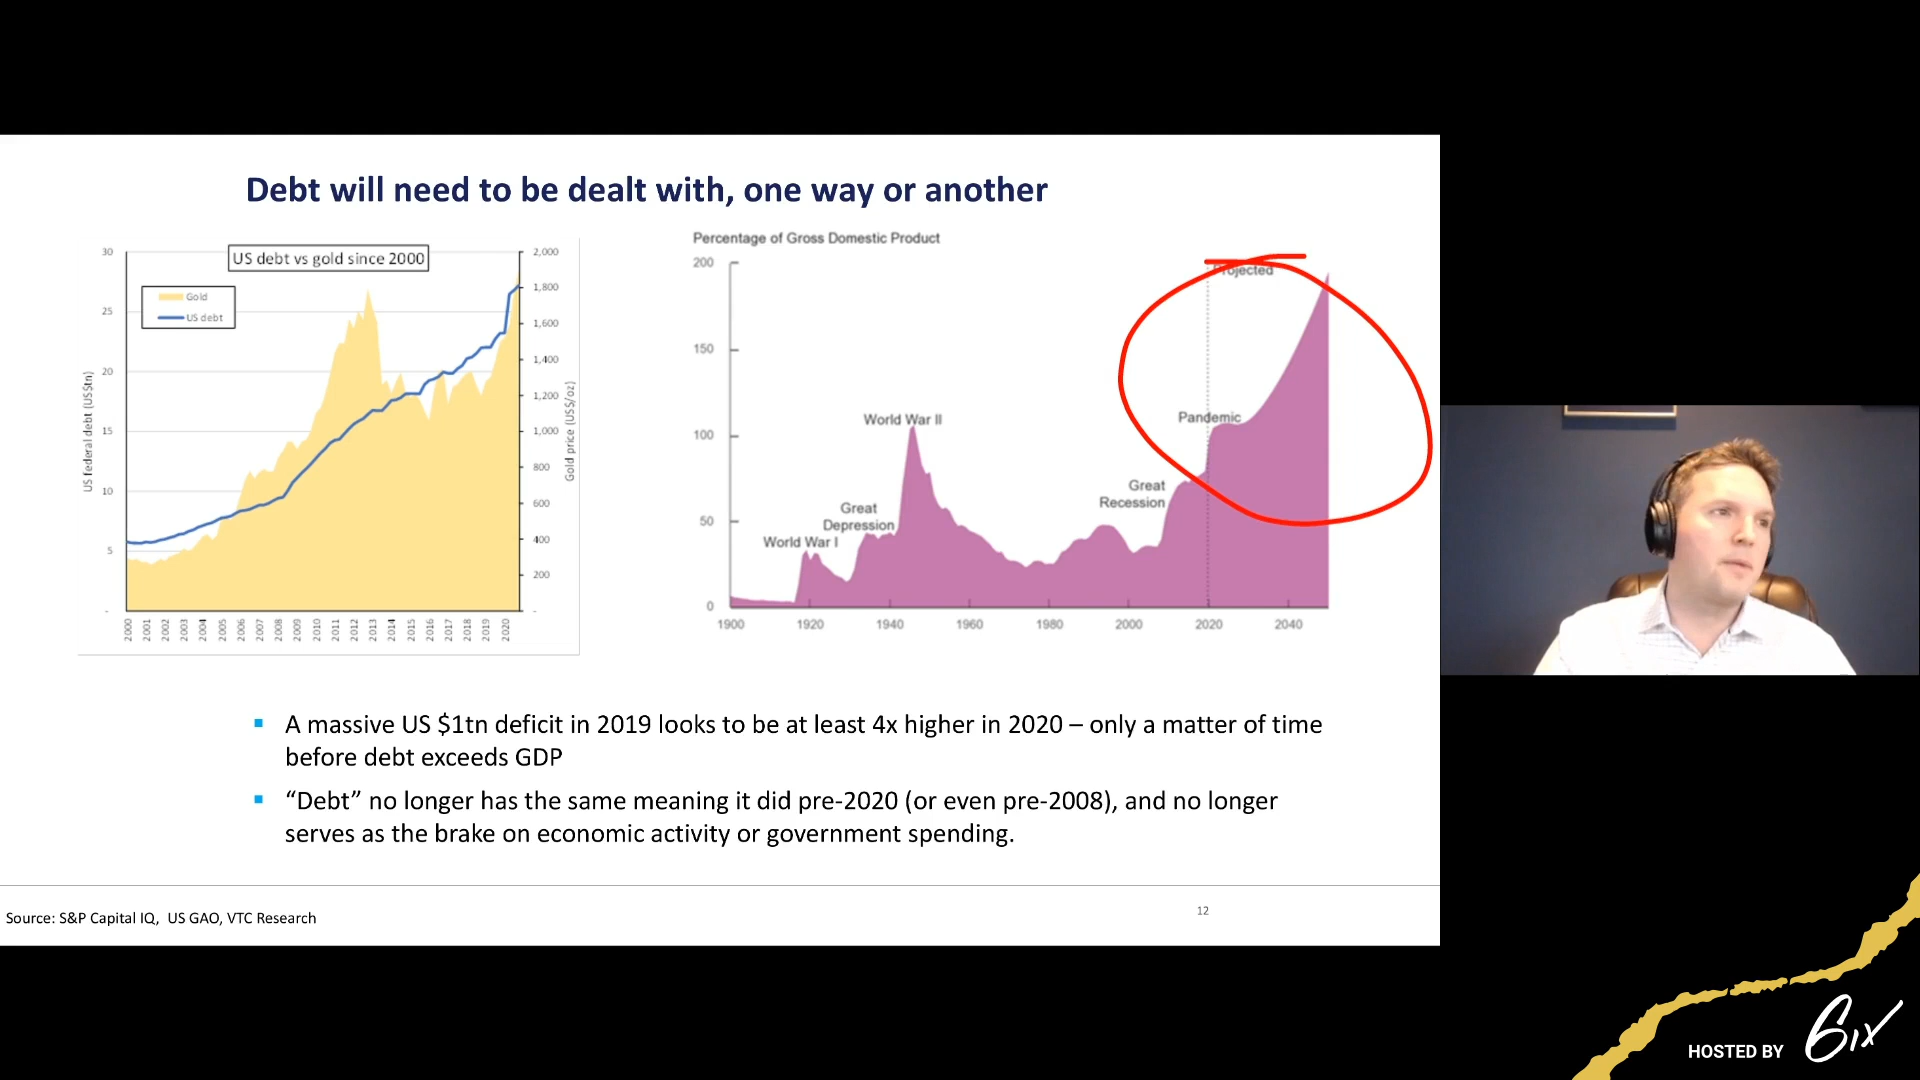 Debt will need to be dealt with, one way or another
US debt vs gold since 2000
Gold
US debt
US federal debt (US$tn)
30
25
20
15
10
5
-
2,000
1,800
1,600
1,400
1,200
1,000
800
600
400
200
-
Gold price (US$/oz)
2000
2001
2002
2003
2004
2005
2006
2007
2008
2009
2010
2011
2012
2013
2014
2015
2016
2017
2018
2019
2020
Percentage of Gross Domestic Product
200
150
100
50
0
Projected
Pandemic
World War II
Great
Recession
Great
Depression
World War I
1900
1920
1940
1960
1980
2000
2020
2040
A massive US $1tn deficit in 2019 looks to be at least 4x higher in 2020 – only a matter of time
before debt exceeds GDP
“Debt” no longer has the same meaning it did pre-2020 (or even pre-2008), and no longer
serves as the brake on economic activity or government spending.
Source: S&P Capital IQ, US GAO, VTC Research
12
HOSTED BY 6ix